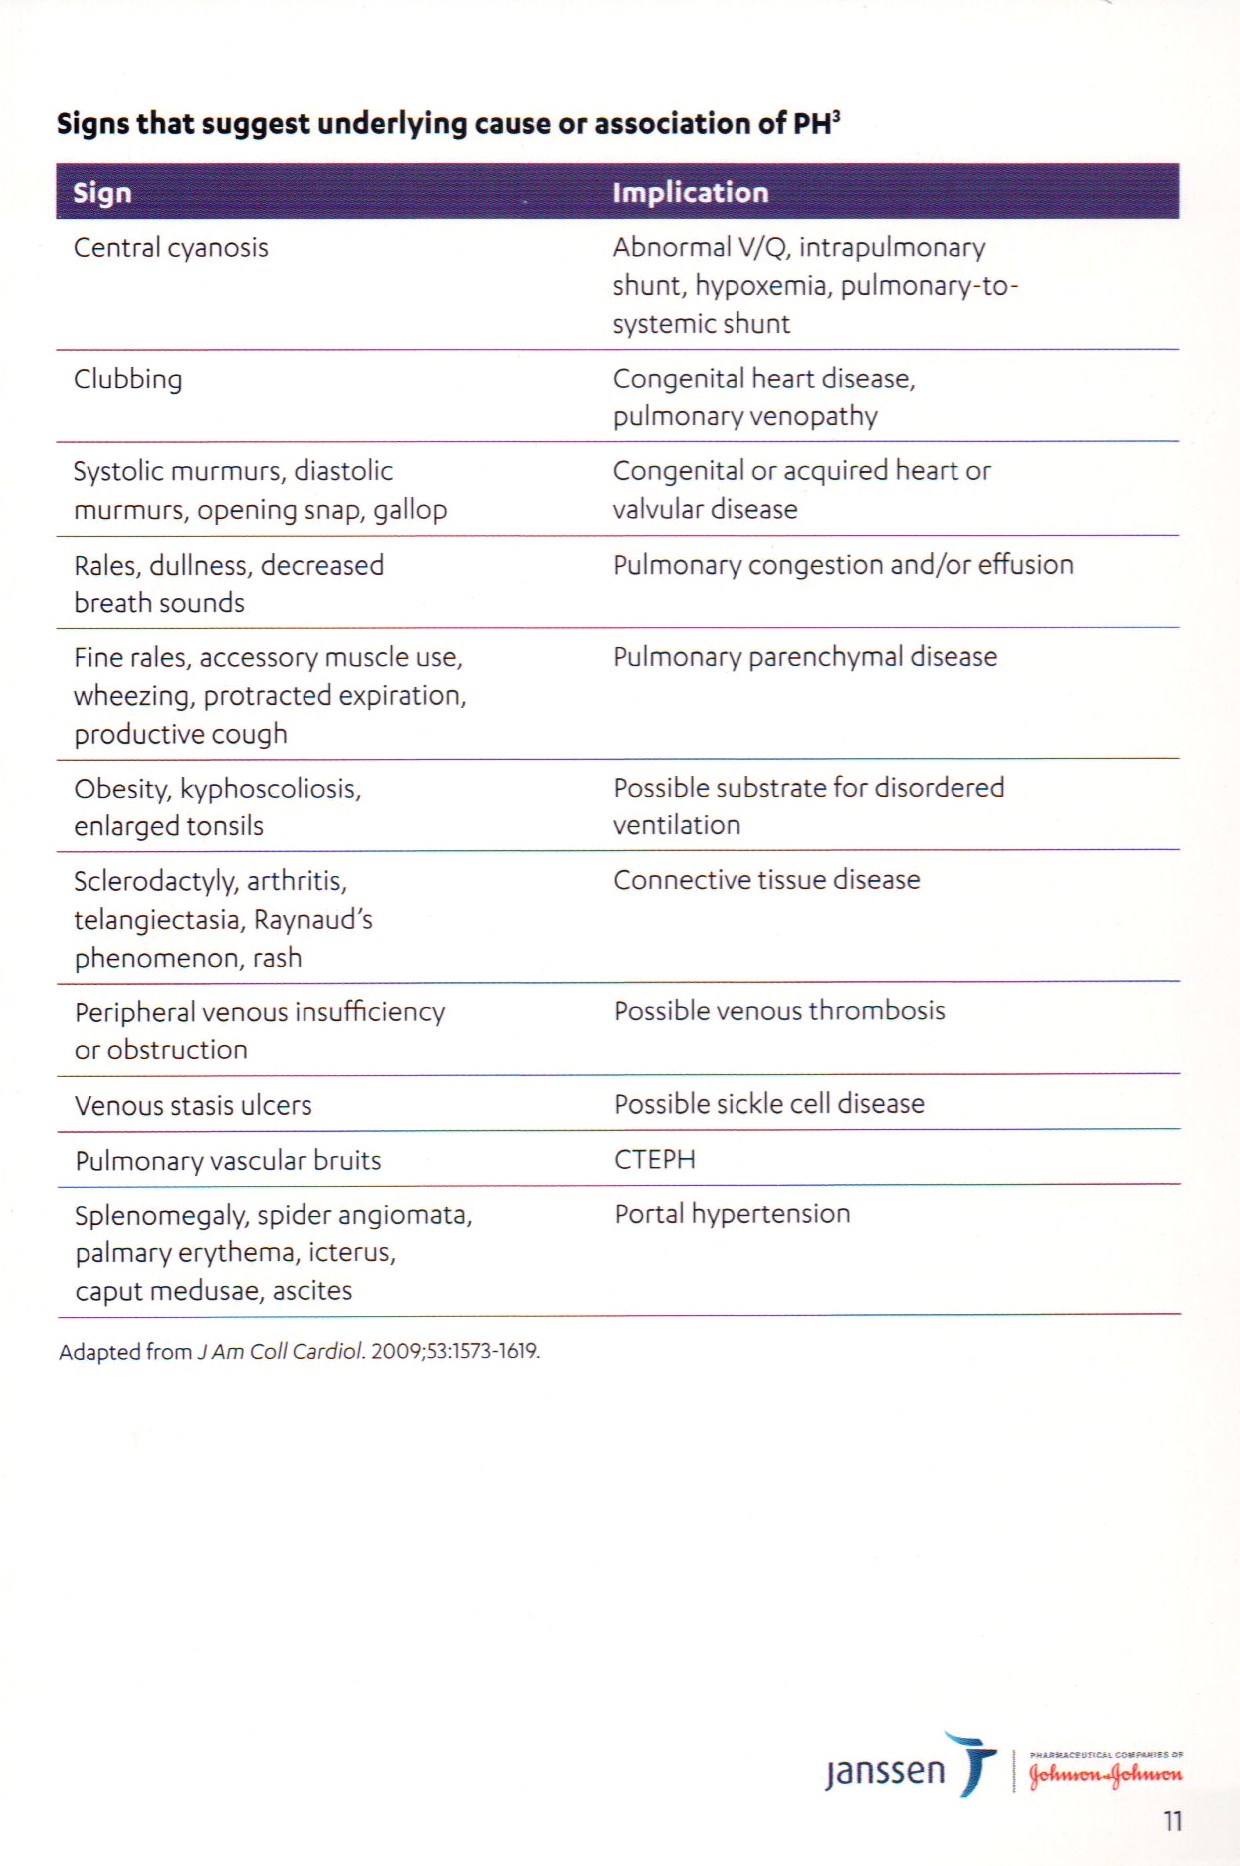 Signs that suggest underlying cause or association of PH³
Sign
Implication
Central cyanosis
Abnormal V/Q, intrapulmonary
shunt, hypoxemia, pulmonary-to-
systemic shunt
Clubbing
Congenital heart disease,
pulmonary venopathy
Systolic murmurs, diastolic
murmurs, opening snap, gallop
Congenital or acquired heart or
valvular disease
Rales, dullness, decreased
breath sounds
Pulmonary congestion and/or effusion
Fine rales, accessory muscle use,
wheezing, protracted expiration,
productive cough
Pulmonary parenchymal disease
Obesity, kyphoscoliosis,
enlarged tonsils
Possible substrate for disordered
ventilation
Sclerodactyly, arthritis,
telangiectasia, Raynaud's
phenomenon, rash
Connective tissue disease
Peripheral venous insufficiency
or obstruction
Possible venous thrombosis
Venous stasis ulcers
Possible sickle cell disease
Pulmonary vascular bruits
CTEPH
Splenomegaly, spider angiomata,
palmary erythema, icterus,
caput medusae, ascites
Portal hypertension
Adapted from J Am Coll Cardiol. 2009;53:1573-1619.
janssen
PHARMACEUTICAL COMPANIES OF
Johnson & Johnson
11